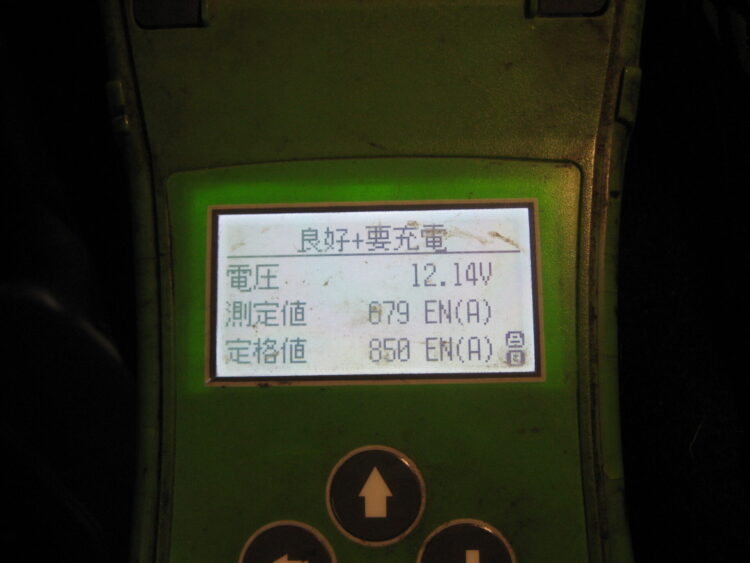 良好+要充電
電圧 12.14V
測定値 879 EN(A)
定格値 850 EN(A)